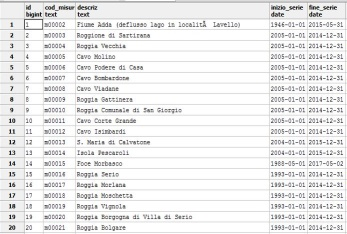 id bigint cod_misur text descriz text inizio_serie date fine_serie date
1 1 m00002 Fiume Adda (deflusso lago in localitÃ Lavello) 1946-01-01 2015-05-31
2 2 m00003 Roggione di Sartirana 2005-01-01 2014-12-31
3 3 m00004 Roggia Vecchia 2005-01-01 2014-12-31
4 4 m00005 Cavo Molino 2005-01-01 2014-12-31
5 5 m00006 Cavo Podere di Casa 2005-01-01 2014-12-31
6 6 m00007 Cavo Bombardone 2005-01-01 2014-12-31
7 7 m00008 Cavo Viadane 2005-01-01 2014-12-31
8 8 m00009 Roggia Gattinera 2005-01-01 2014-12-31
9 9 m00010 Roggia Comunale di San Giorgio 2005-01-01 2014-12-31
10 10 m00011 Cavo Corte Grande 2005-01-01 2014-12-31
11 11 m00012 Cavo Isimbardi 2005-01-01 2014-12-31
12 12 m00013 S. Maria di Calvatone 2004-01-01 2015-12-31
13 13 m00014 Isola Pescaroli 2004-01-01 2014-12-31
14 14 m00015 Foce Morbasco 1988-05-01 2017-05-02
15 15 m00016 Roggia Serio 1993-01-01 2014-12-31
16 16 m00017 Roggia Morlana 1993-01-01 2014-12-31
17 17 m00018 Roggia Moschetta 1993-01-01 2014-12-31
18 18 m00019 Roggia Vignola 1993-01-01 2014-12-31
19 19 m00020 Roggia Borgogna di Villa di Serio 1993-01-01 2014-12-31
20 20 m00021 Roggia Bolgare 1993-01-01 2014-12-31